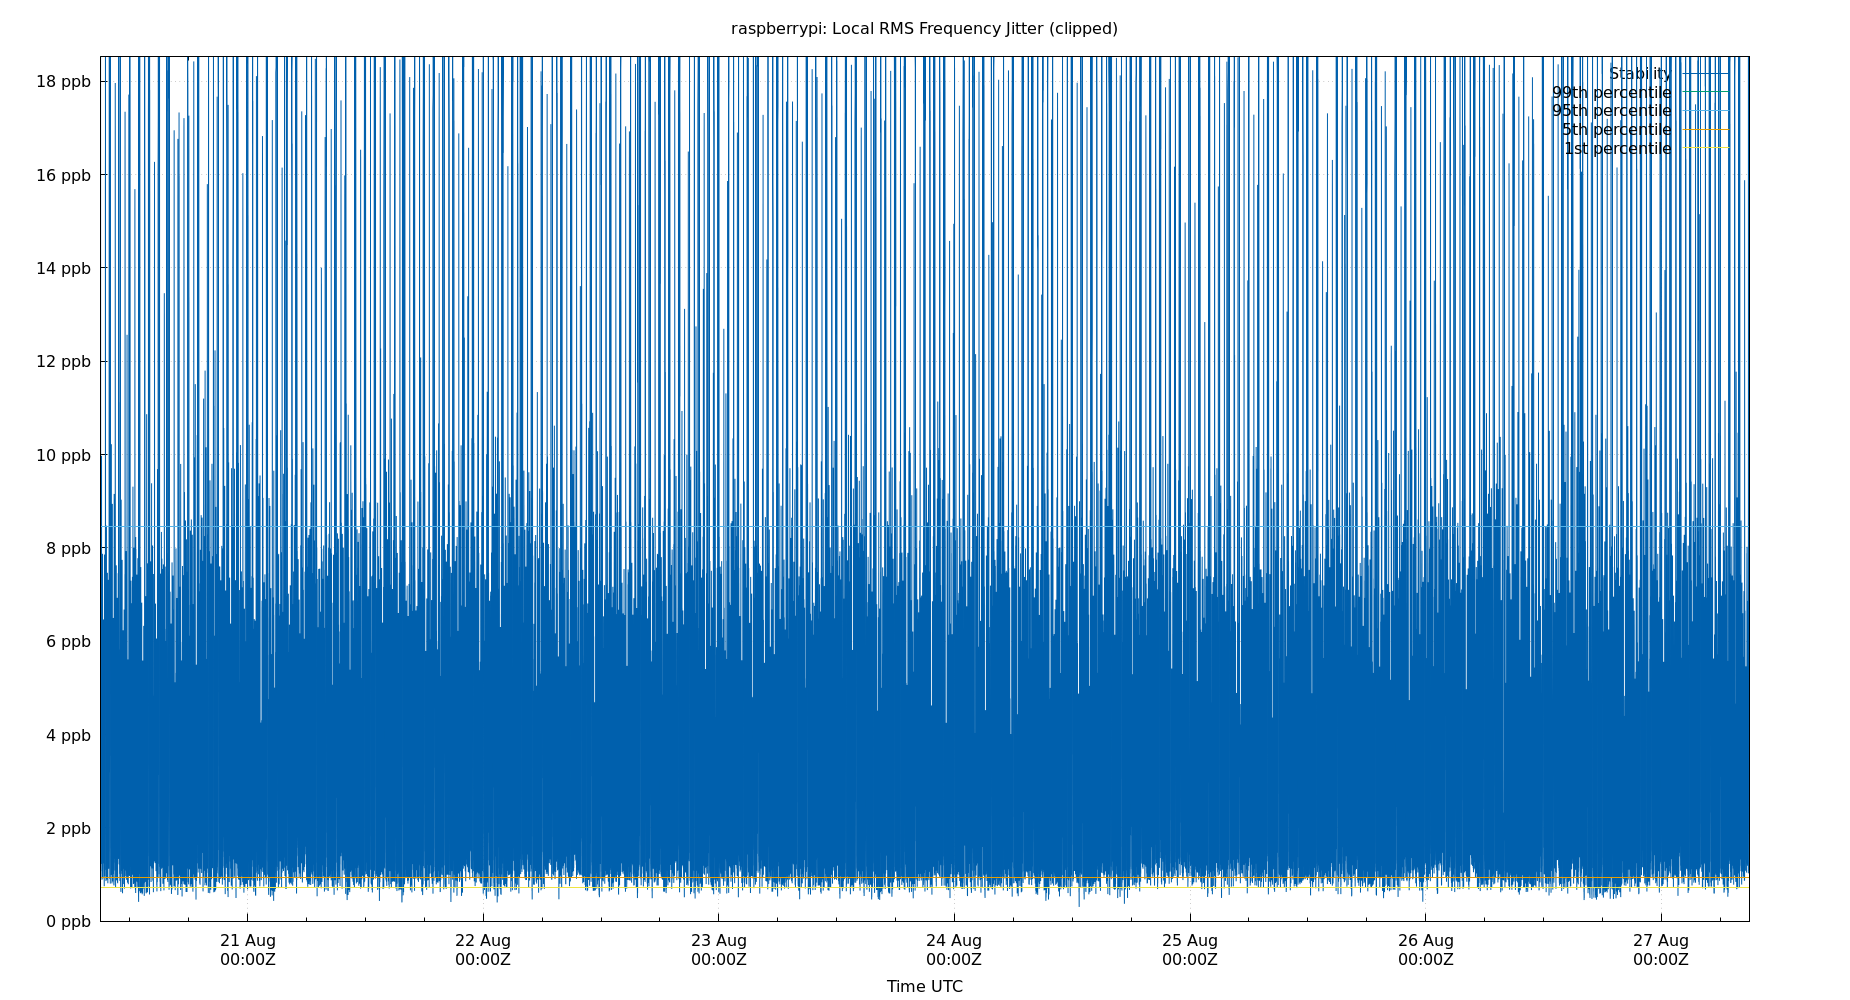 raspberrypi: Local RMS Frequency Jitter (clipped)
18 ppb
16 ppb
14 ppb
12 ppb
10 ppb
8 ppb
6 ppb
4 ppb
2 ppb
0 ppb
Stability
99th percentile
95th percentile
5th percentile
1st percentile
21 Aug
00:00Z
22 Aug
00:00Z
23 Aug
00:00Z
24 Aug
00:00Z
25 Aug
00:00Z
26 Aug
00:00Z
27 Aug
00:00Z
Time UTC